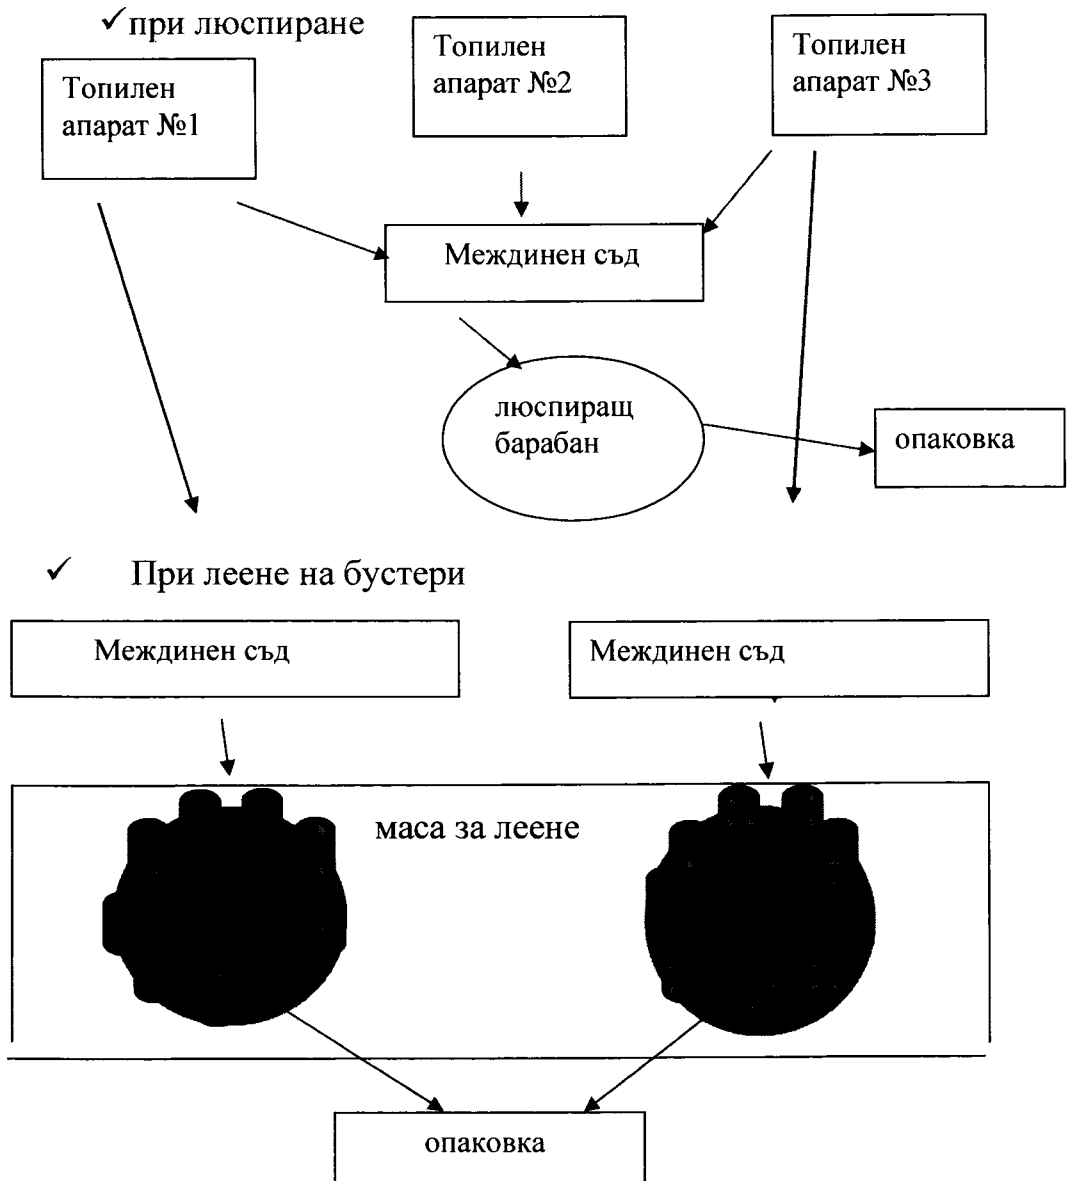 ✓при люспиране
Топилен
апарат №1
Топилен
апарат №2
Топилен
апарат №3
Междинен съд
люспиращ
барабан
опаковка
✓ При леене на бустери
Междинен съд
Междинен съд
маса за леене
опаковка